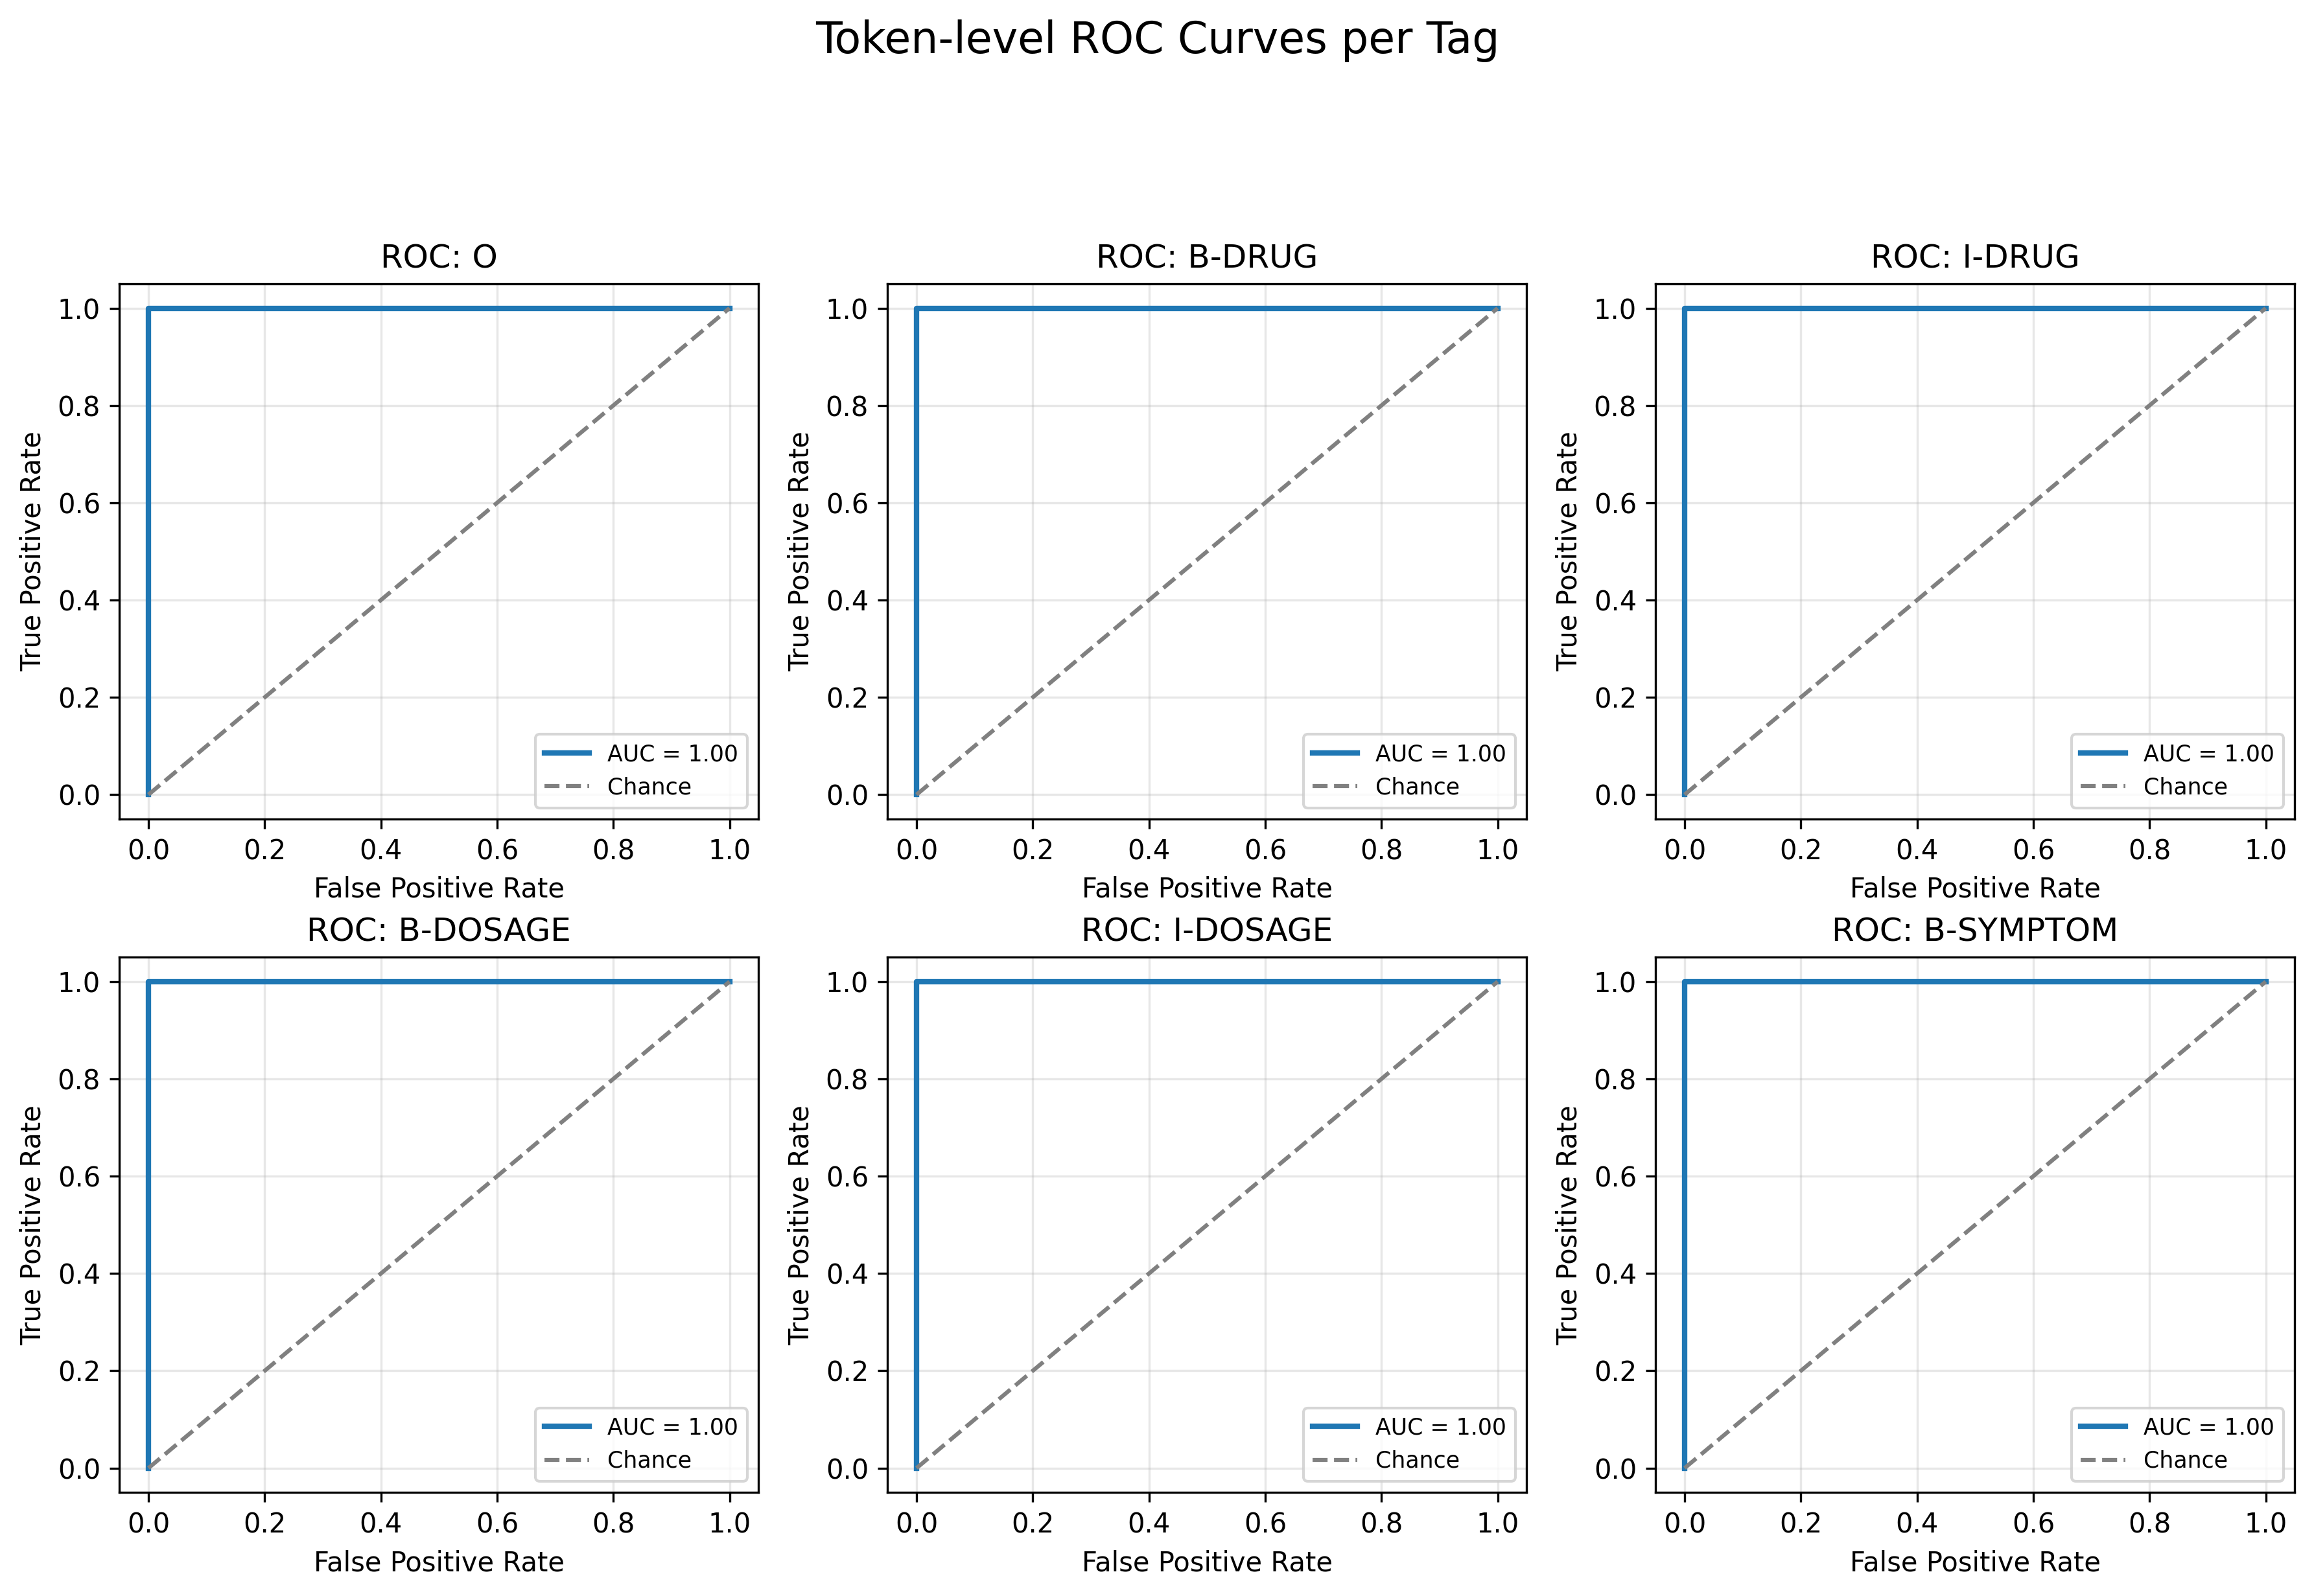 Token-level ROC Curves per Tag
ROC: O
True Positive Rate
1.0
0.8
0.6
0.4
0.2
0.0
AUC = 1.00
Chance
0.0 0.2 0.4 0.6 0.8 1.0
False Positive Rate
ROC: B-DRUG
True Positive Rate
1.0
0.8
0.6
0.4
0.2
0.0
AUC = 1.00
Chance
0.0 0.2 0.4 0.6 0.8 1.0
False Positive Rate
ROC: I-DRUG
True Positive Rate
1.0
0.8
0.6
0.4
0.2
0.0
AUC = 1.00
Chance
0.0 0.2 0.4 0.6 0.8 1.0
False Positive Rate
ROC: B-DOSAGE
True Positive Rate
1.0
0.8
0.6
0.4
0.2
0.0
AUC = 1.00
Chance
0.0 0.2 0.4 0.6 0.8 1.0
False Positive Rate
ROC: I-DOSAGE
True Positive Rate
1.0
0.8
0.6
0.4
0.2
0.0
AUC = 1.00
Chance
0.0 0.2 0.4 0.6 0.8 1.0
False Positive Rate
ROC: B-SYMPTOM
True Positive Rate
1.0
0.8
0.6
0.4
0.2
0.0
AUC = 1.00
Chance
0.0 0.2 0.4 0.6 0.8 1.0
False Positive Rate